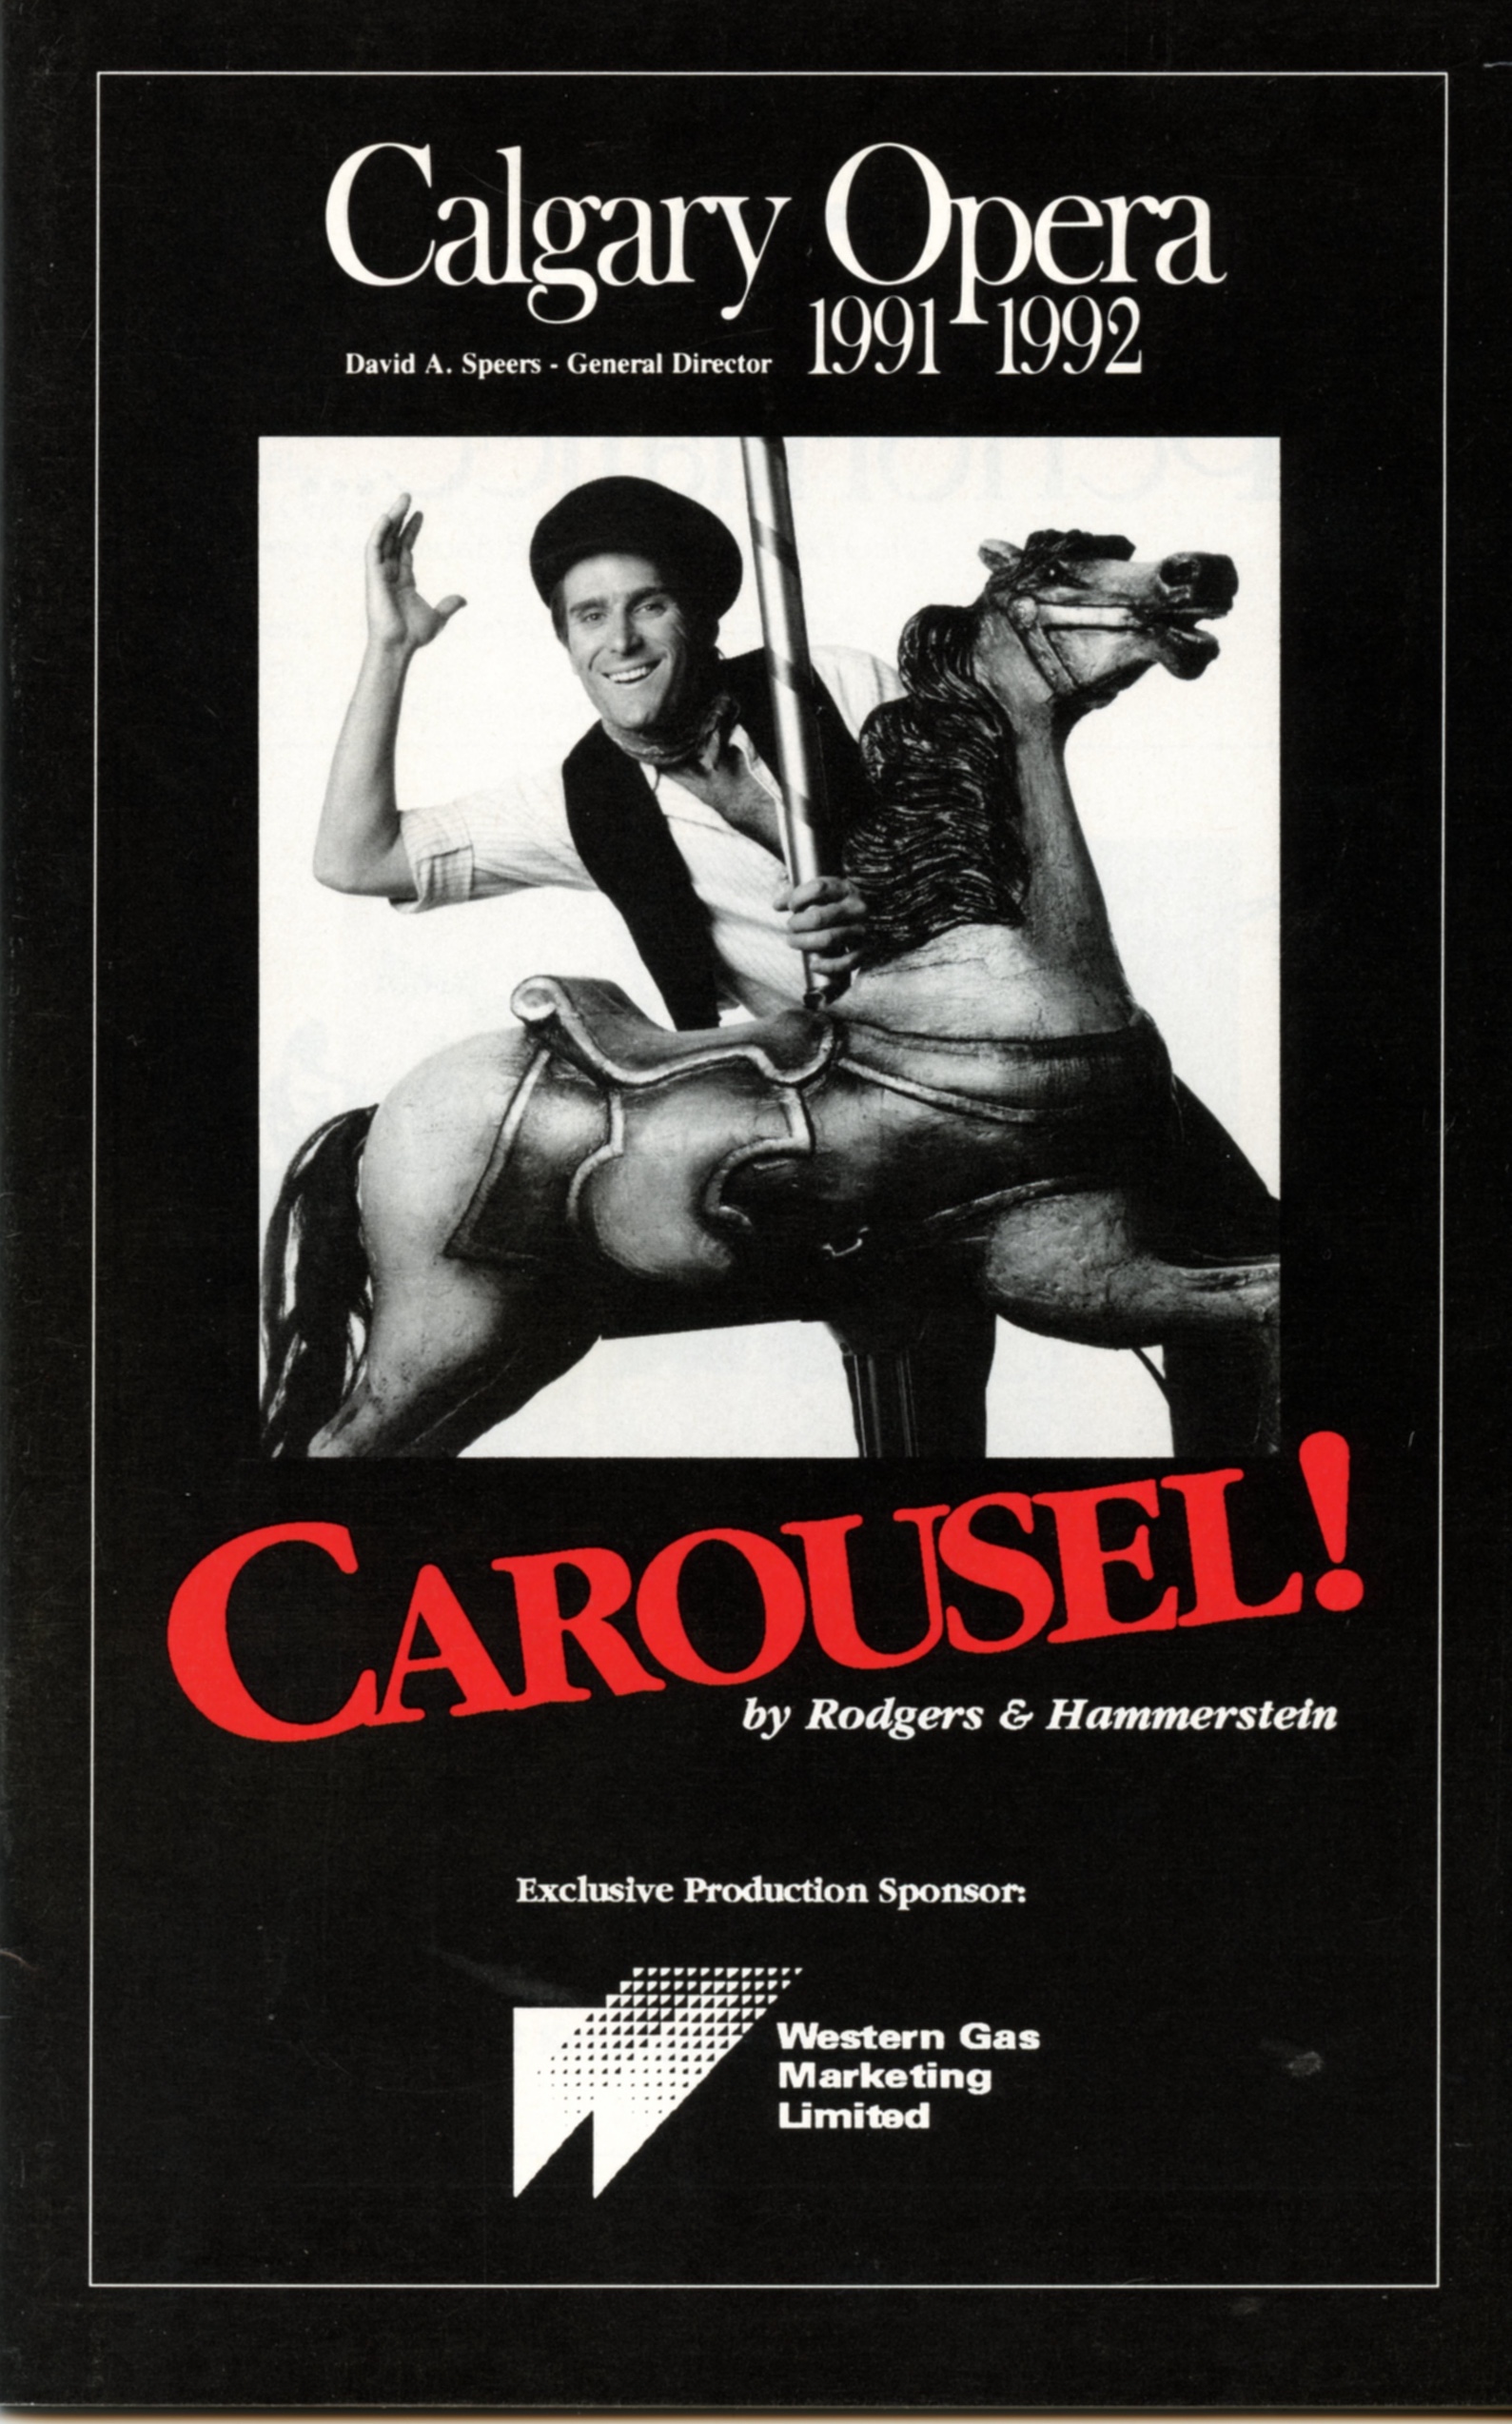 Calgary Opera
1991 1992
David A. Speers - General Director
CAROUSEL!
by Rodgers & Hammerstein
Exclusive Production Sponsor:
Western Gas
Marketing
Limited